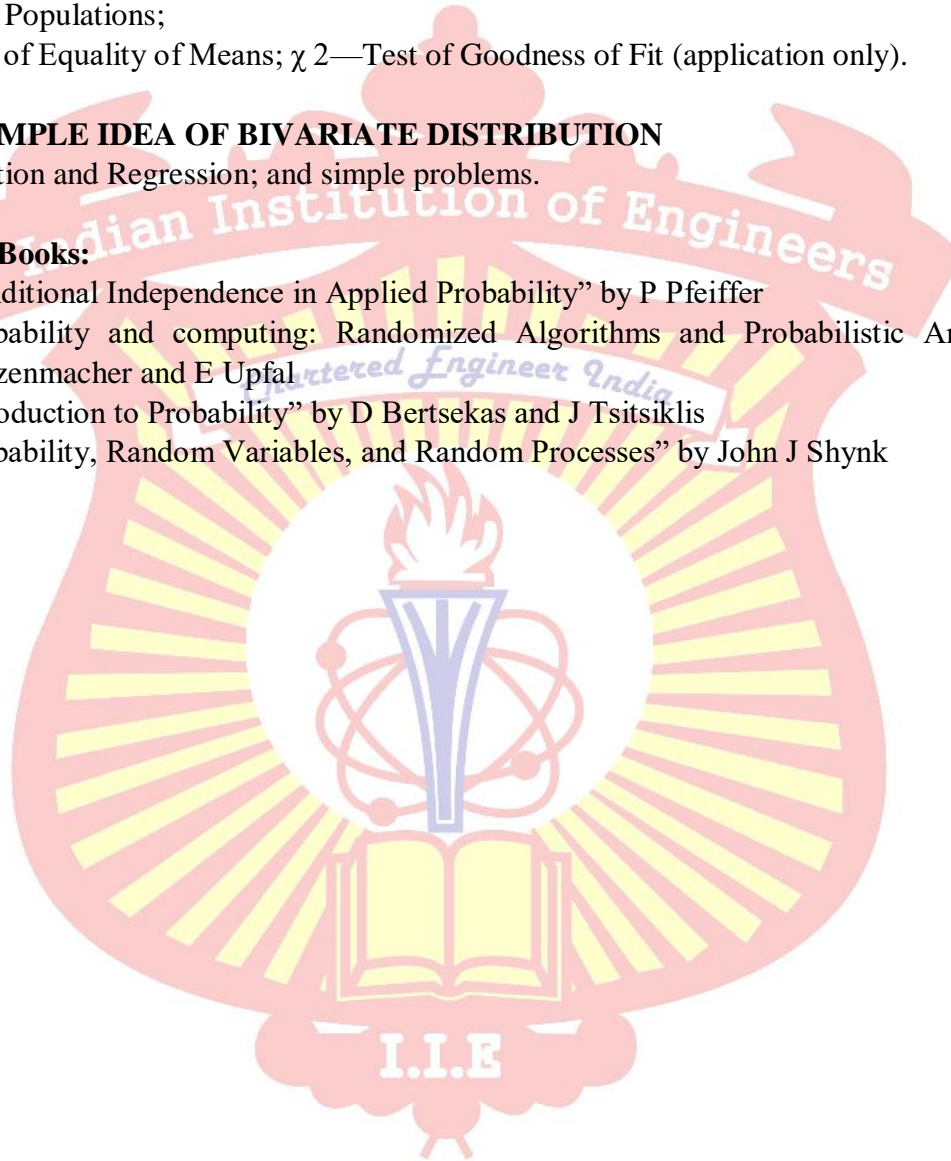 Populations;
of Equality of Means; χ 2—Test of Goodness of Fit (application only).
MPLE IDEA OF BIVARIATE DISTRIBUTION
tion and Regression; and simple problems.
Indian Institution of Engineers
Books:
ditional Independence in Applied Probability” by P Pfeiffer
bability and computing: Randomized Algorithms and Probabilistic An
zenmacher and E Upfal
Chartered Engineer India
oduction to Probability” by D Bertsekas and J Tsitsiklis
bability, Random Variables, and Random Processes” by John J Shynk
I.I.E